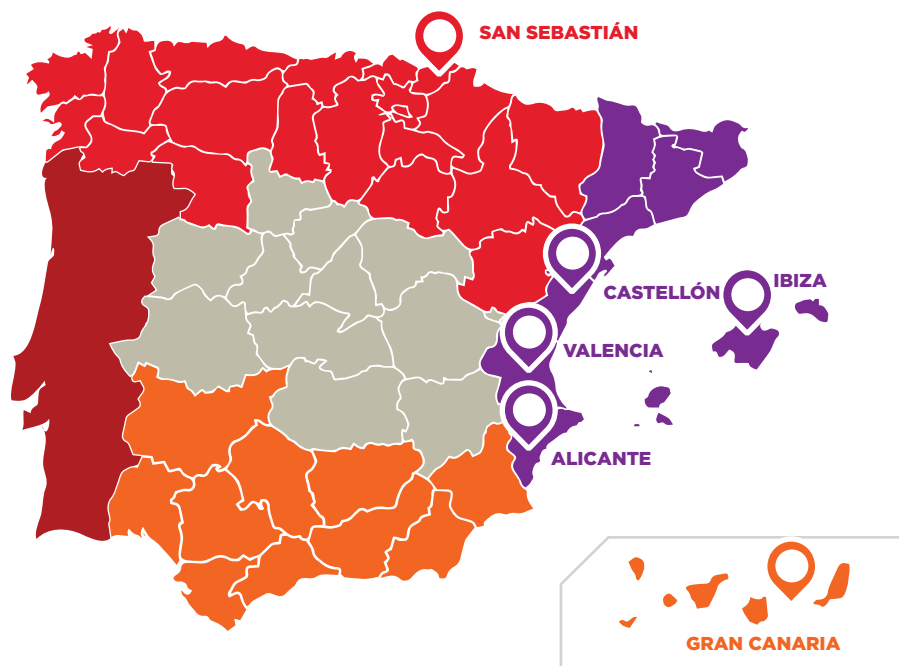 SAN SEBASTIÁN
IBIZA
CASTELLÓN
VALENCIA
ALICANTE
GRAN CANARIA